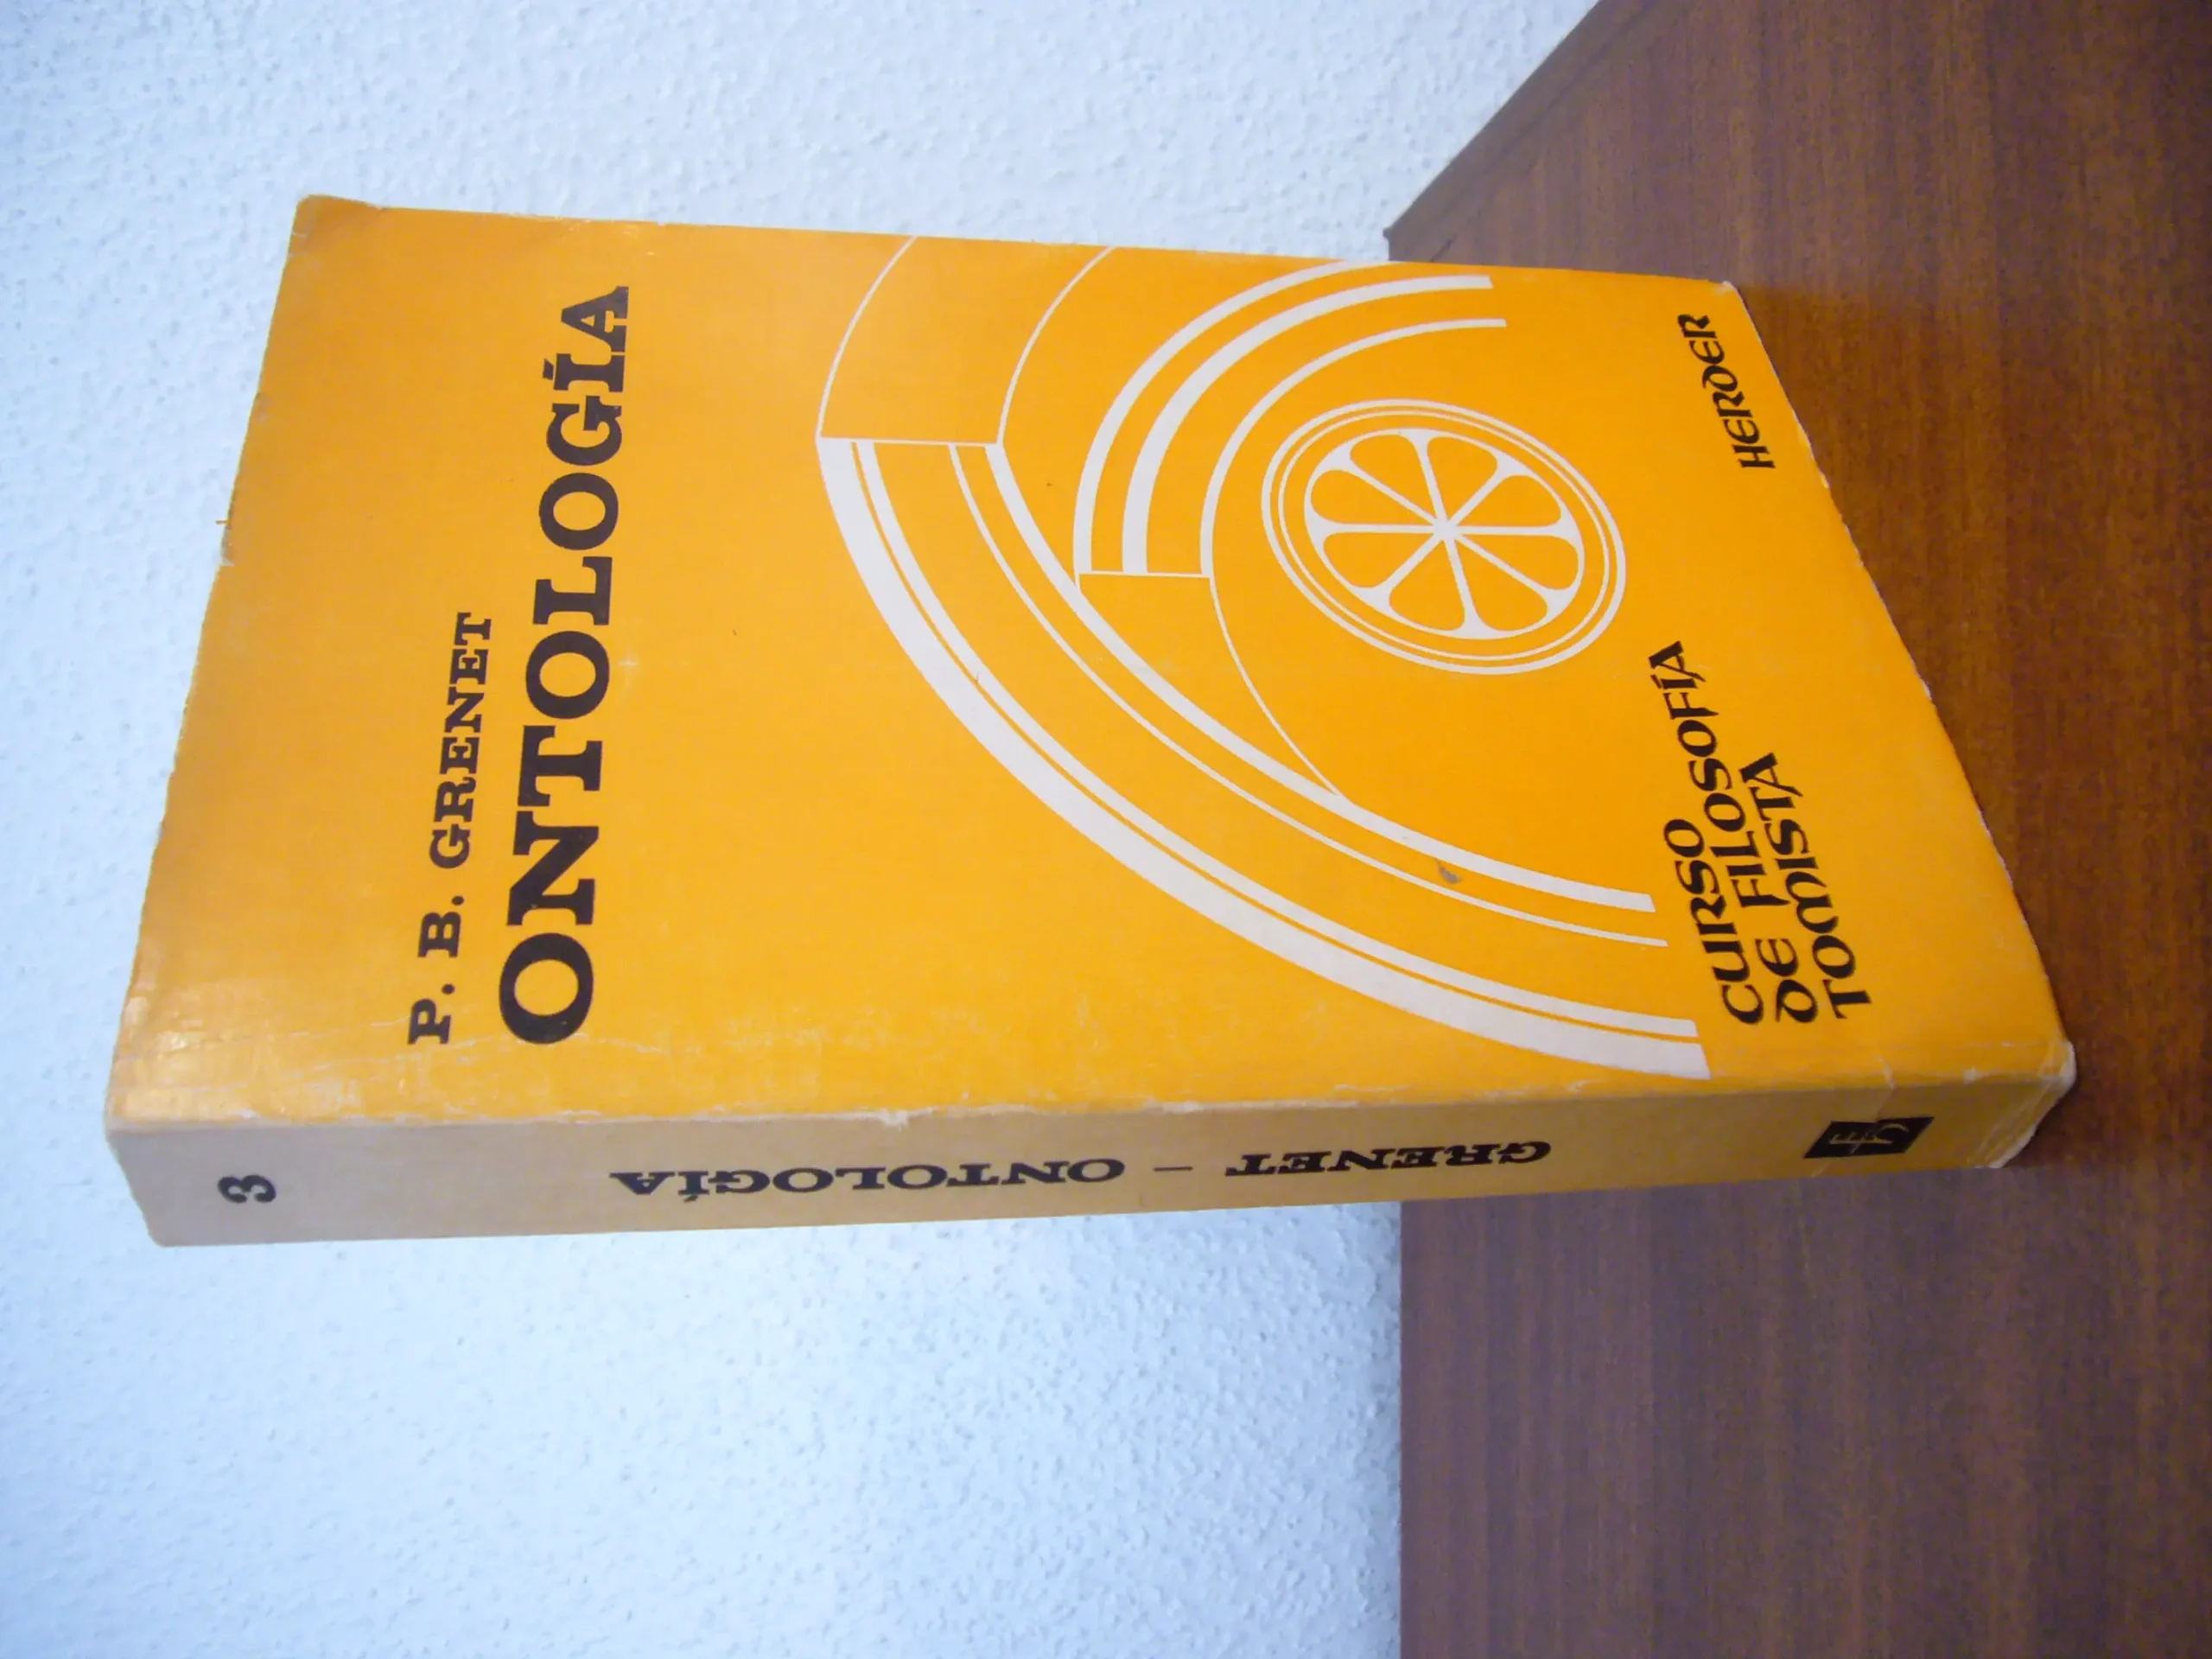 P. B. GRENET
ONTOLOGÍA
CURSO
DE FILOSOFÍA
TOMISTA
HERDER
3
GRENET – ONTOLOGÍA